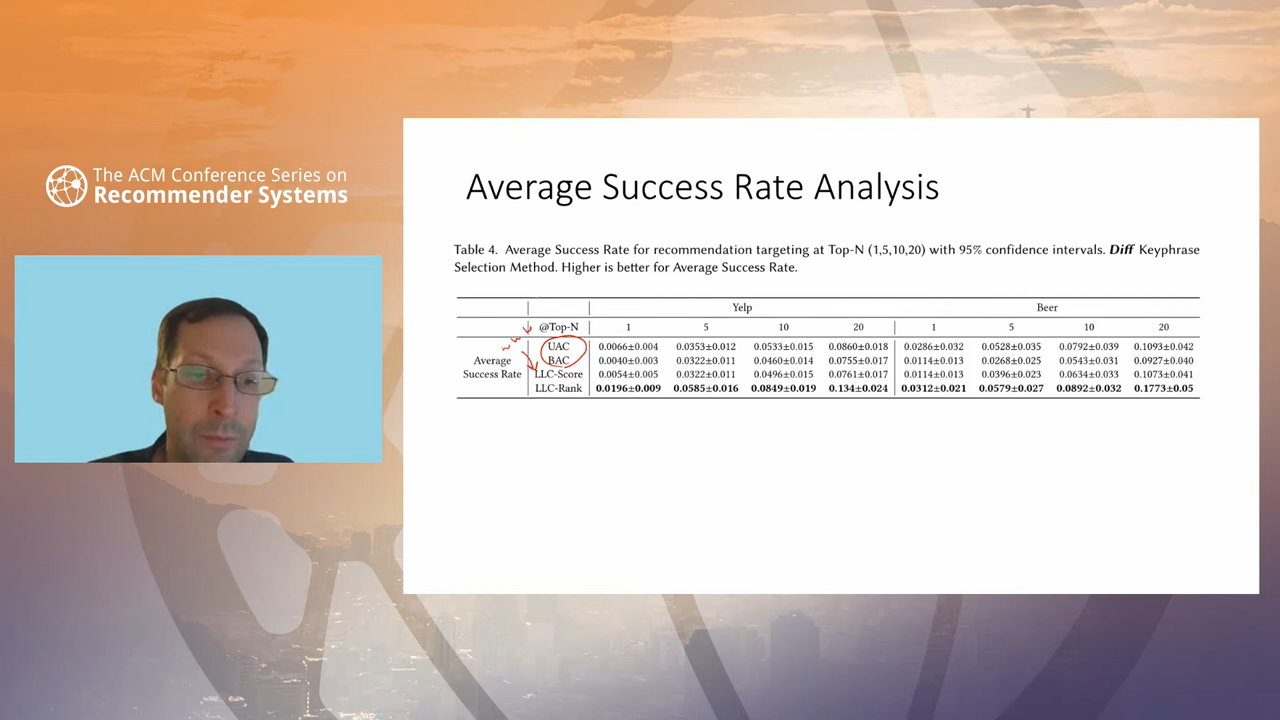 The ACM Conference Series on
Recommender Systems
Average Success Rate Analysis
Table 4. Average Success Rate for recommendation targeting at Top-N (1,5,10,20) with 95% confidence intervals. Diff Keyphrase
Selection Method. Higher is better for Average Success Rate.
Yelp Beer
@Top-N 1 5 10 20 1 5 10 20
UAC 0.0066±0.004 0.0353±0.012 0.0533±0.015 0.0860±0.018 0.0286±0.032 0.0528±0.035 0.0792±0.039 0.1093±0.042
Average BAC 0.0040±0.003 0.0322±0.011 0.0460±0.014 0.0755±0.017 0.0114±0.013 0.0268±0.025 0.0543±0.031 0.0927±0.040
Success Rate LLC-Score 0.0054±0.005 0.0322±0.011 0.0496±0.015 0.0761±0.017 0.0114±0.013 0.0396±0.023 0.0634±0.033 0.1073±0.041
LLC-Rank 0.0196±0.009 0.0585±0.016 0.0849±0.019 0.134±0.024 0.0312±0.021 0.0579±0.027 0.0892±0.032 0.1773±0.05